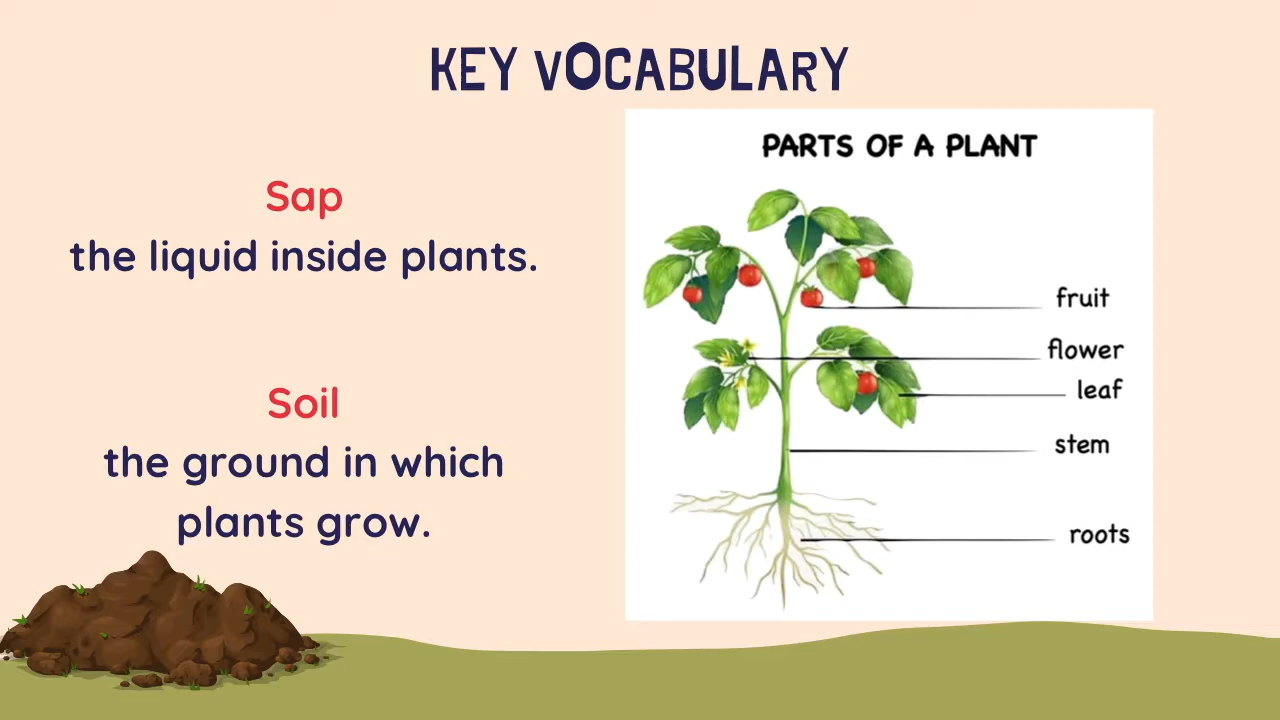 KEY VOCABULARY
Sap
the liquid inside plants.
Soil
the ground in which
plants grow.
PARTS OF A PLANT
fruit
flower
leaf
stem
roots